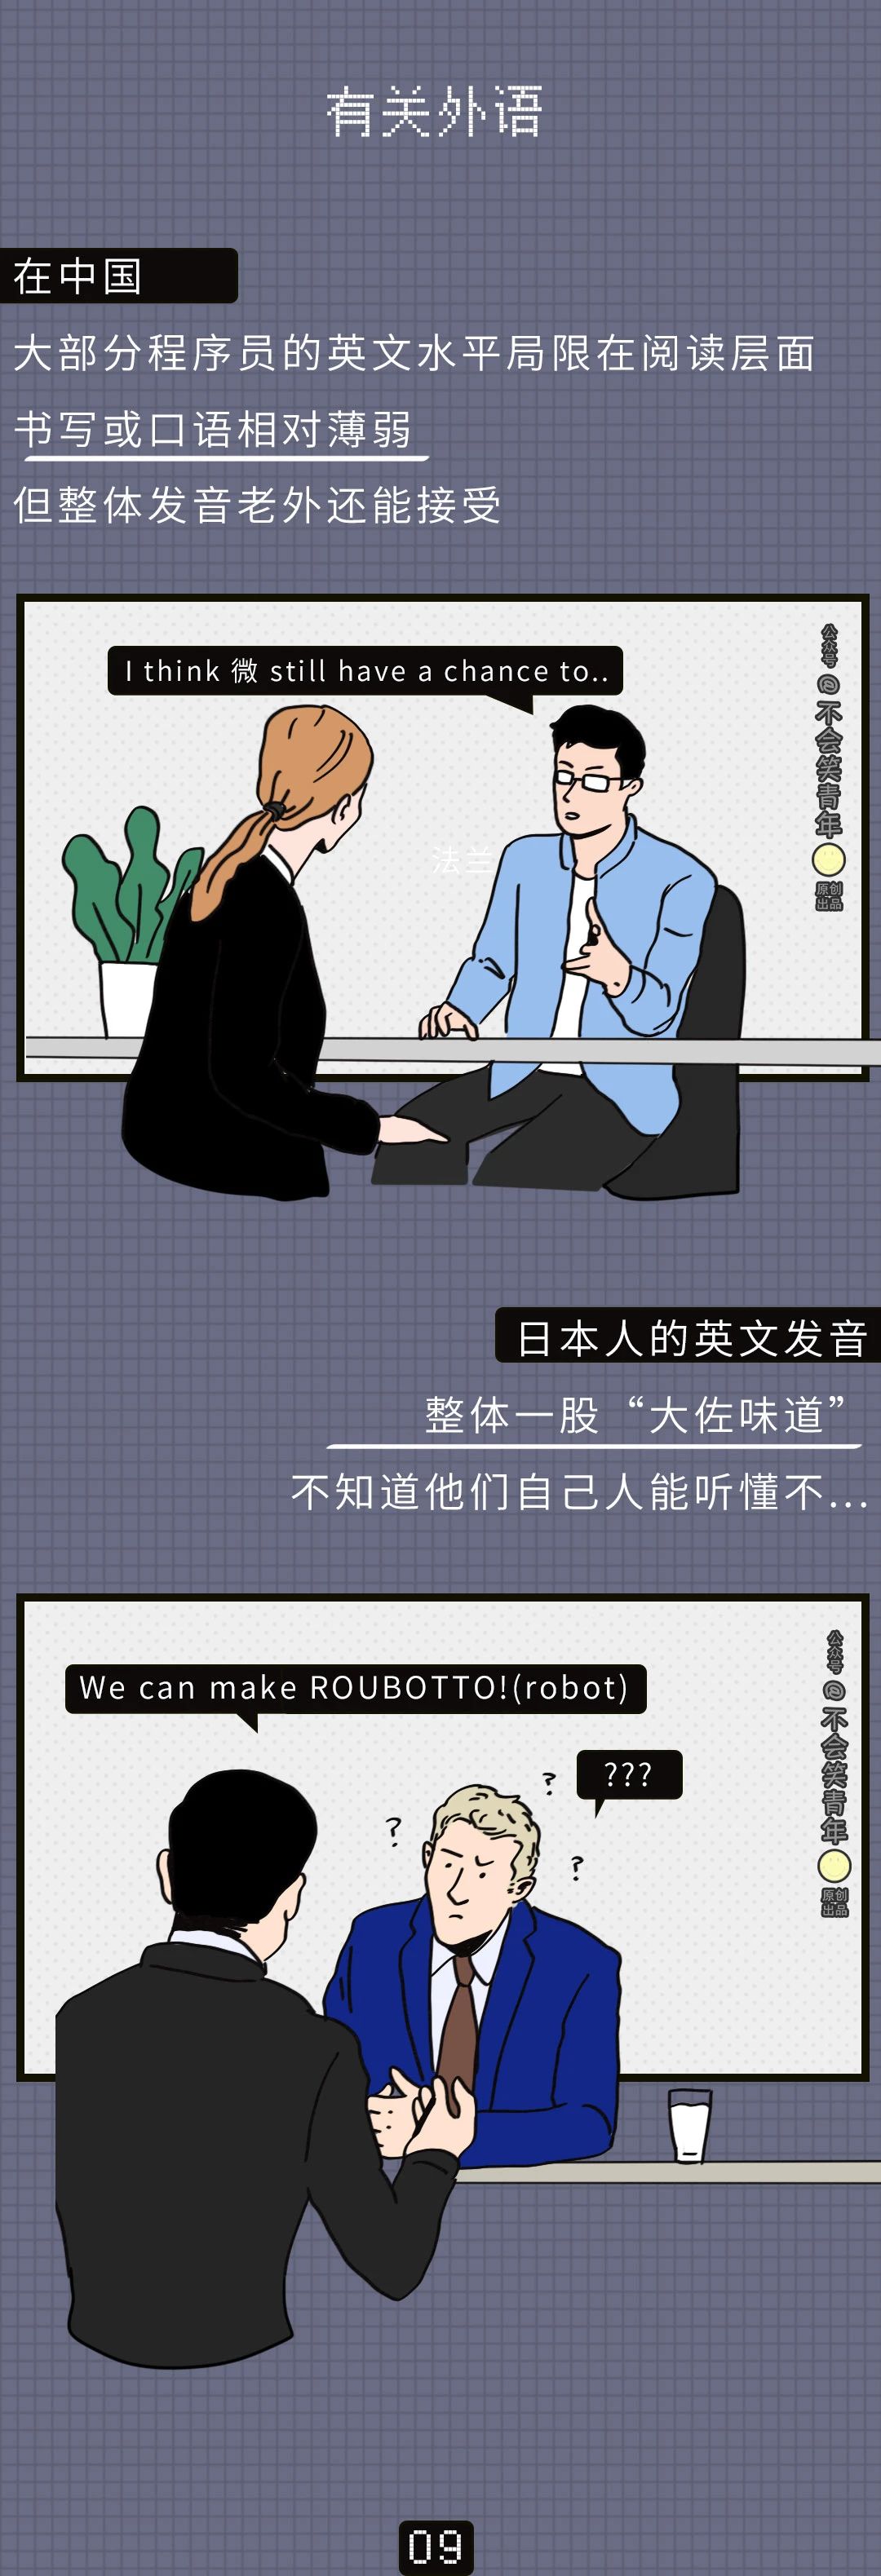 有关外语
在中国
大部分程序员的英文水平局限在阅读层面
书写或口语相对薄弱
但整体发音老外还能接受
I think 微 still have a chance to..
公众号@不会笑青年
原创
出品
法兰
日本人的英文发音
整体一股“大佐味道”
不知道他们自己人能听懂不...
We can make ROUBOTTO!(robot)
???
?
?
?
公众号@不会笑青年
原创
出品
09